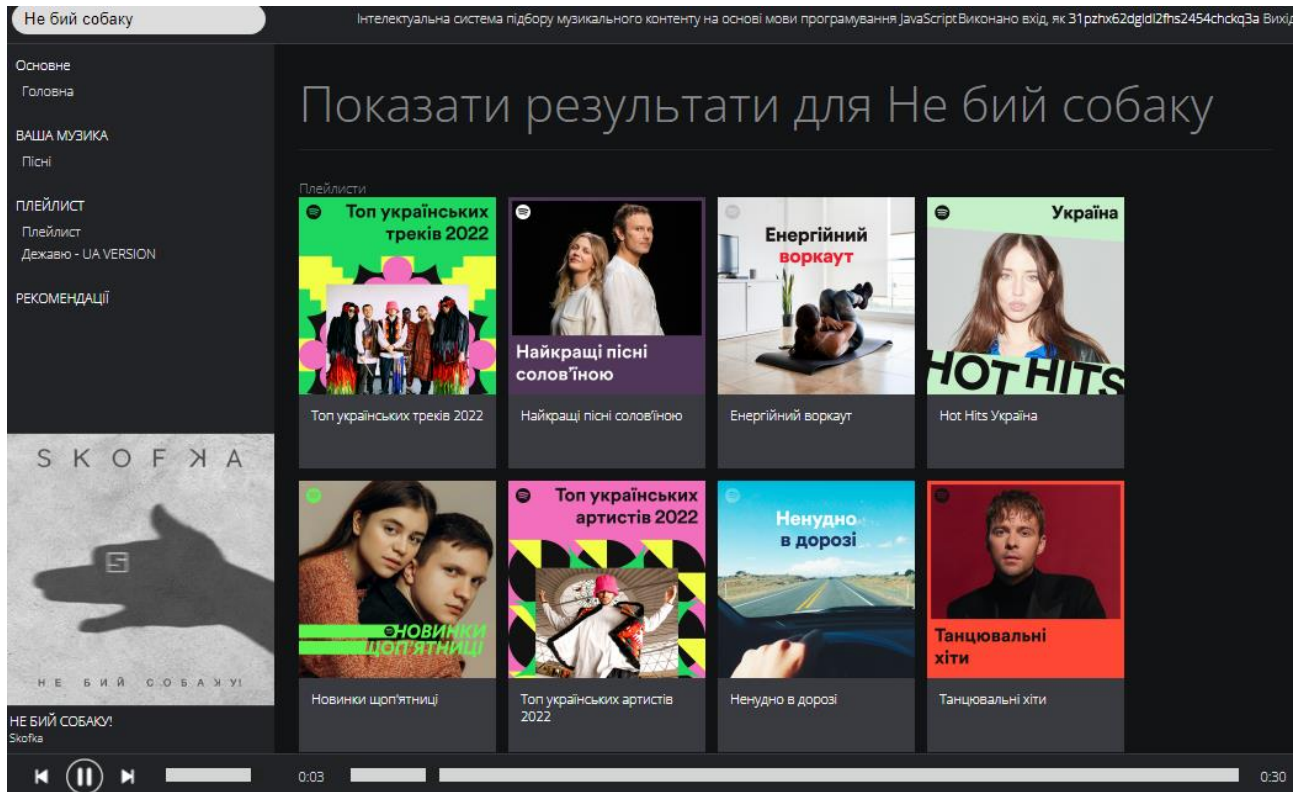 Не бий собаку
Інтелектуальна система підбору музикального контенту на основі мови програмування JavaScript Виконано вхід, як 31pzhx62dgldl2fhs2454chckq3a Вихід
Основне
Головна
ВАША МУЗИКА
Пісні
ПЛЕЙЛИСТ
Плейлист
Дежавю - UA VERSION
РЕКОМЕНДАЦІЇ
Показати результати для Не бий собаку
Плейлисти
Топ українських
треків 2022
Топ українських треків 2022
Найкращі пісні
солов'їною
Найкращі пісні солов'їною
Енергійний
воркаут
Енергійний воркаут
Україна
HOT HITS
Hot Hits Україна
НОВИНКИ
ЩОП'ЯТНИЦІ
Новинки щоп'ятниці
Топ українських
артистів 2022
Топ українських артистів
2022
Ненудно
в дорозі
Ненудно в дорозі
Танцювальні
хіти
Танцювальні хіти
SKOFKA
S
НЕ БИЙ СОБАКУ!
НЕ БИЙ СОБАКУ!
Skofka
0:03
0:30